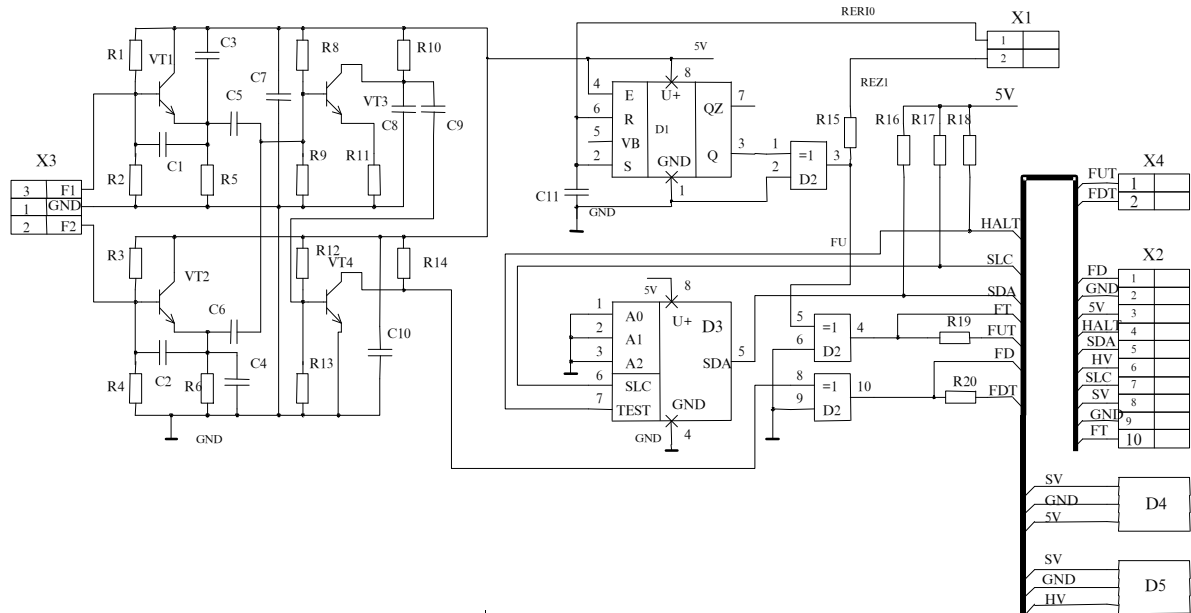 RERI0
X1
1
2
R1
VT1
C3
R8
R10
5V
8
C7
C5
VT3
C8
C9
4
E
U+
QZ
7
REZ1
5V
6
R
D1
5
VB
R15
R16
R17
R18
2
S
GND
Q
3
1
=1
3
2
D2
1
C1
R9
R11
X3
R2
R5
C11
GND
X4
3 F1
1 GND
2 F2
FUT
1
FDT
2
HALT
FU
R3
VT2
R12
VT4
R14
SLC
X2
5V
8
SDA
FD
1
GND
2
5V
3
HALT
4
SDA
5
HV
6
SLC
7
SV
8
GND
9
FT
10
1
A0
U+
D3
2
A1
3
A2
SDA
5
6
SLC
7
TEST
GND
GND
4
5
=1
4
6
D2
FT
R19
FUT
FD
8
=1
10
9
D2
R20
FDT
C6
C10
C2
C4
R4
R6
R13
GND
SV
GND
5V
D4
SV
GND
HV
D5